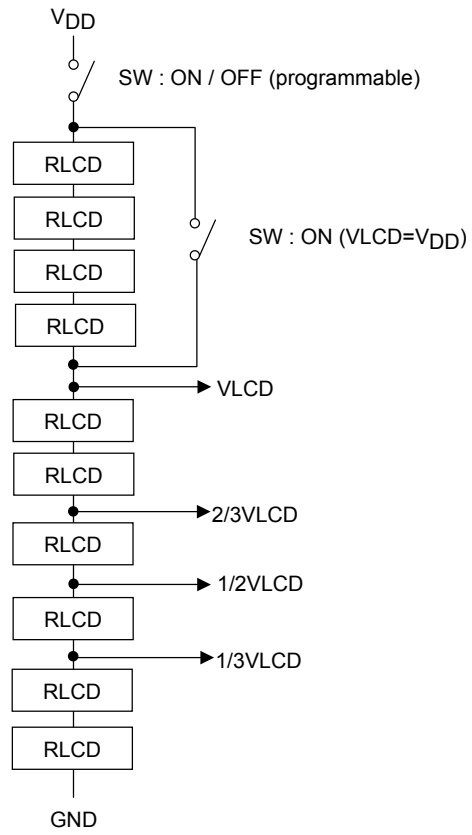 VDD
SW : ON / OFF (programmable)
RLCD
RLCD
RLCD
SW : ON (VLCD=VDD)
RLCD
VLCD
RLCD
RLCD
2/3VLCD
RLCD
1/2VLCD
RLCD
1/3VLCD
RLCD
RLCD
GND